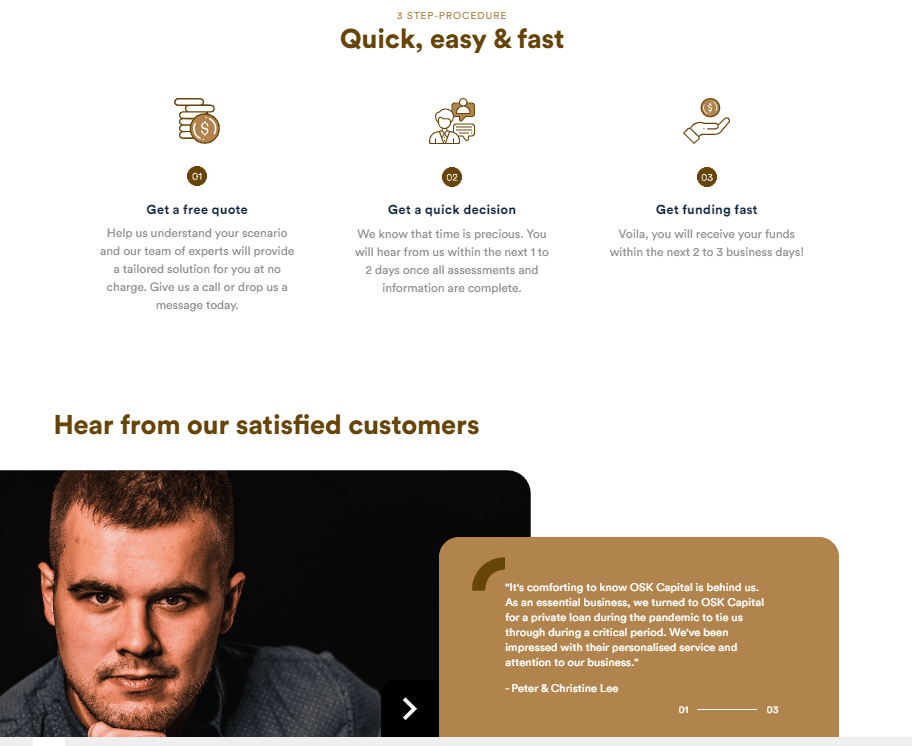 3 STEP-PROCEDURE
Quick, easy & fast
$
$
01
02
03
Get a free quote
Help us understand your scenario
and our team of experts will provide
a tailored solution for you at no
charge. Give us a call or drop us a
message today.
Get a quick decision
We know that time is precious. You
will hear from us within the next 1 to
2 days once all assessments and
information are complete.
Get funding fast
Voila, you will receive your funds
within the next 2 to 3 business days!
Hear from our satisfied customers
"It's comforting to know OSK Capital is behind us.
As an essential business, we turned to OSK Capital
for a private loan during the pandemic to tie us
through during a critical period. We've been
impressed with their personalised service and
attention to our business."
- Peter & Christine Lee
01 03